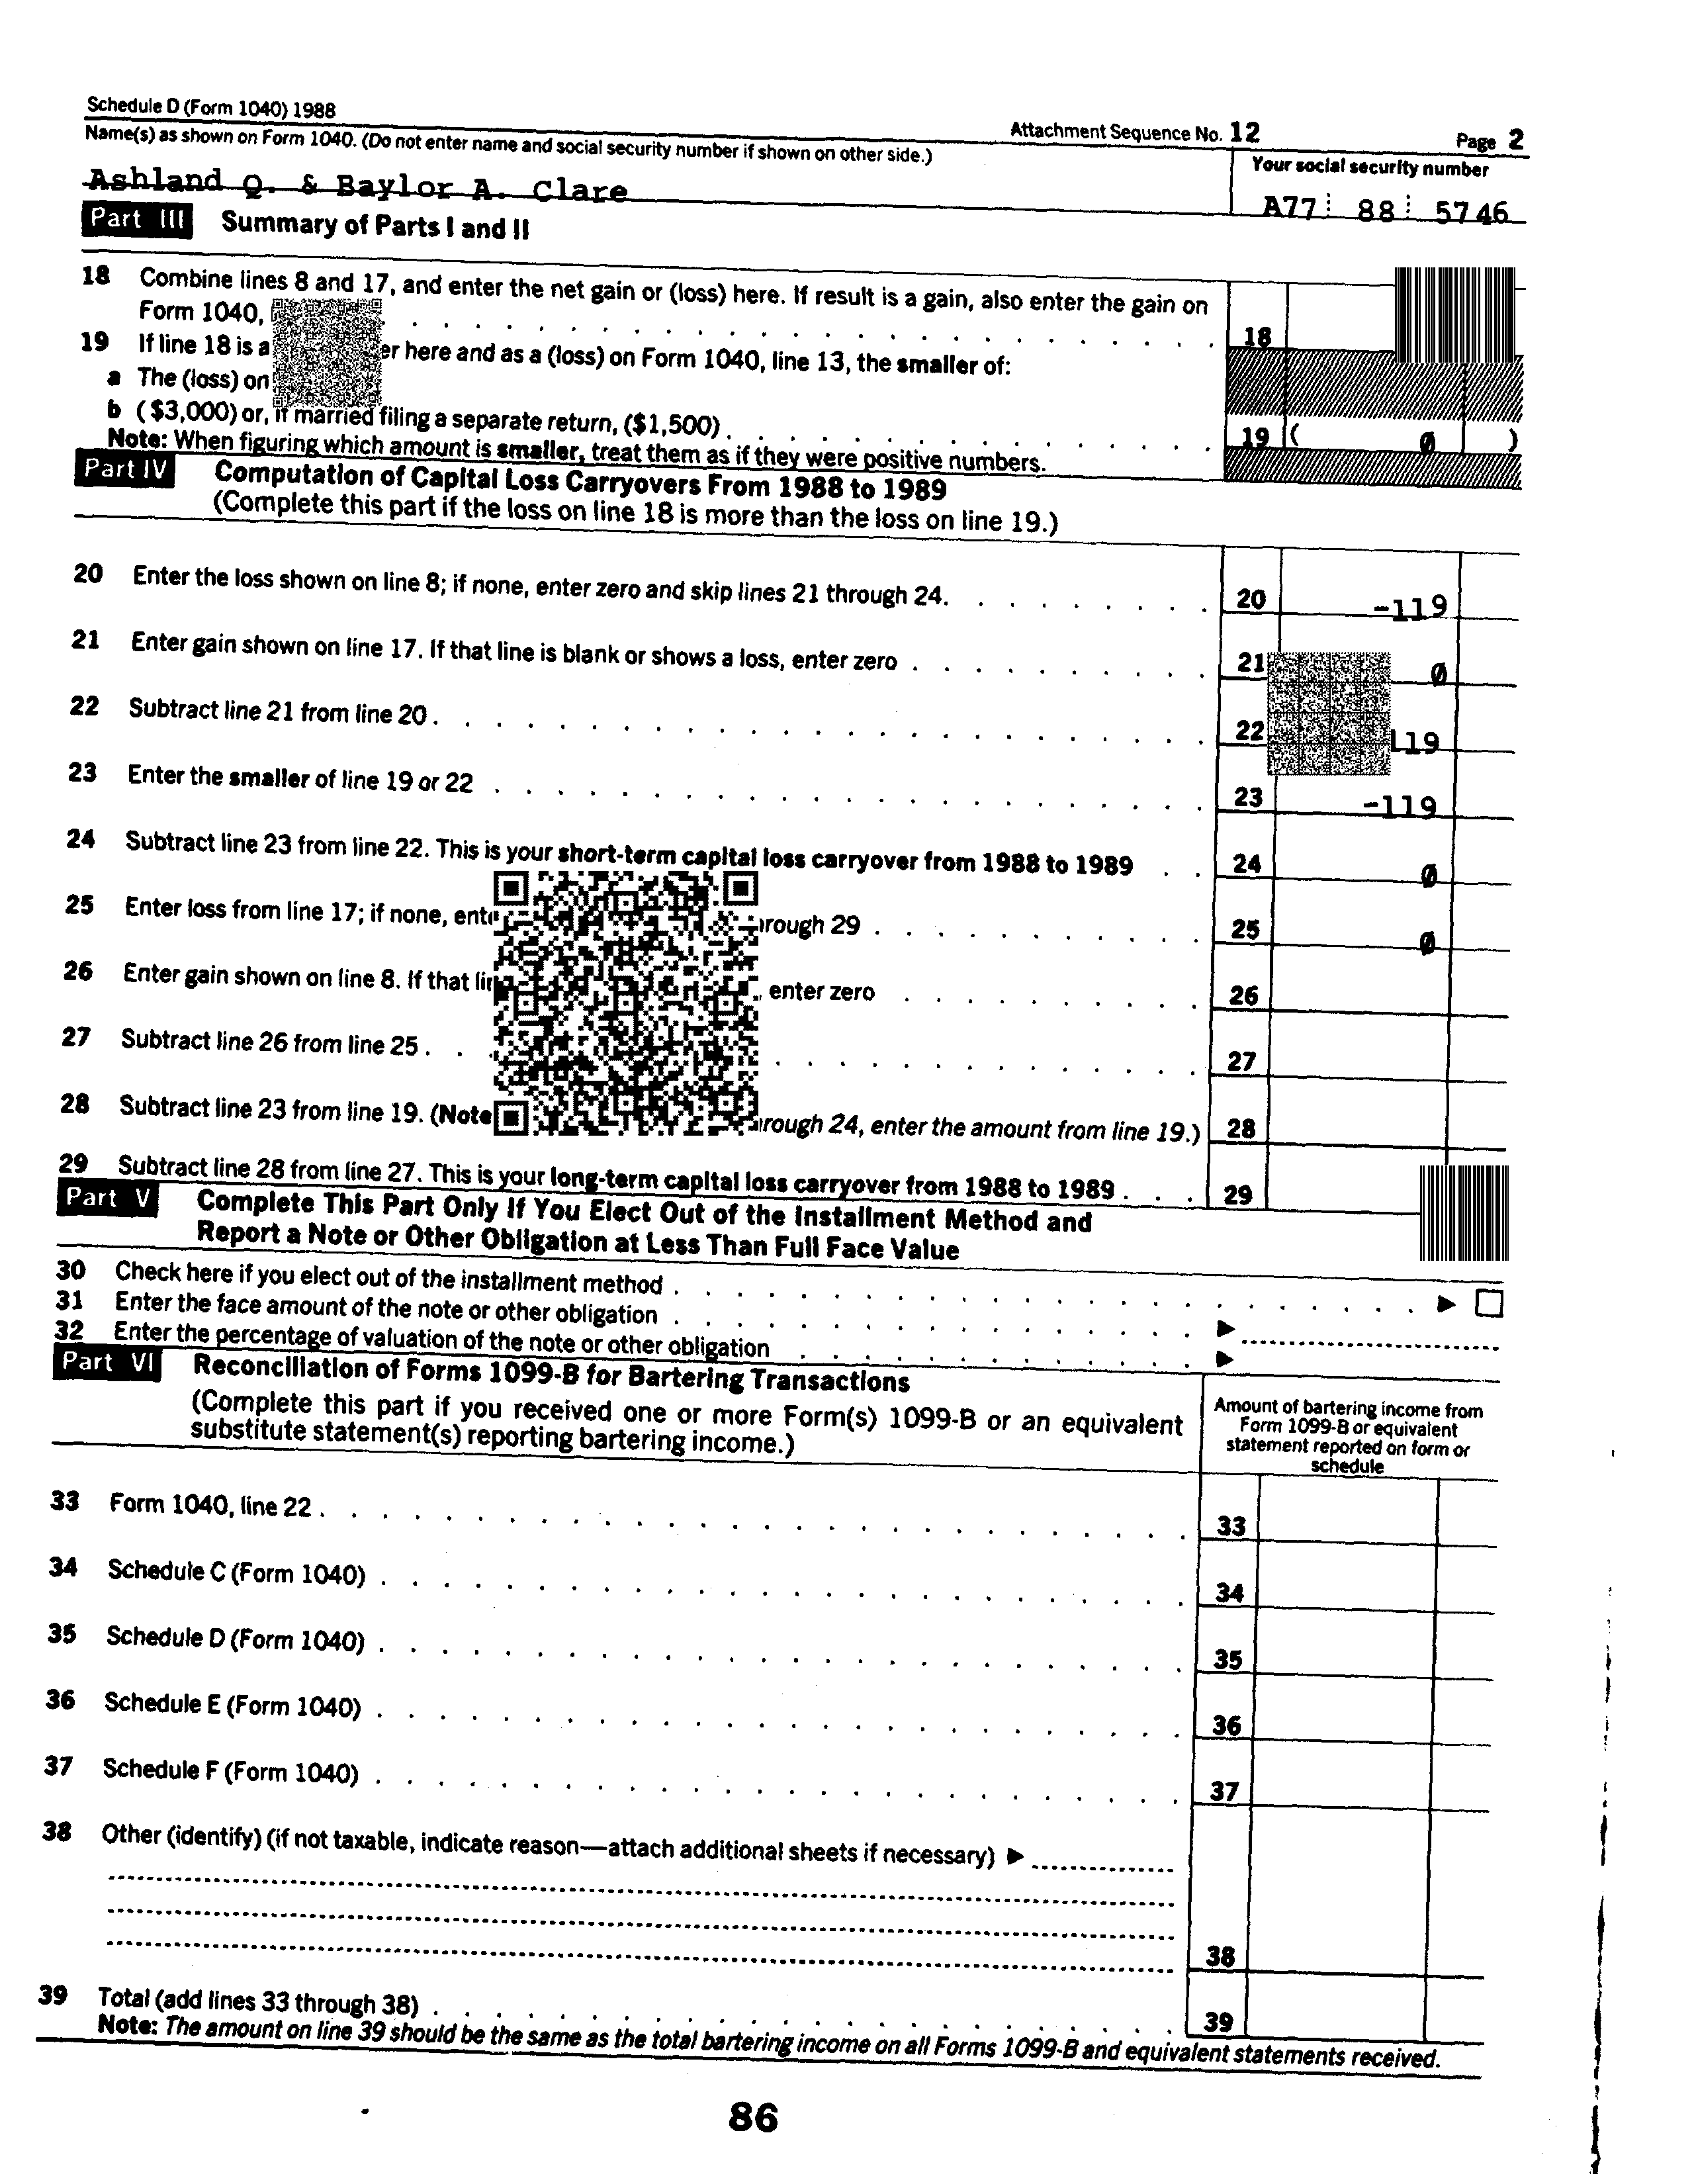 Schedule D (Form 1040) 1988
Attachment Sequence No. 12 Page 2
Name(s) as shown on Form 1040. (Do not enter name and social security number if shown on other side.) Your social security number
Ashland Q. & Baylor A. Clare A77 88 5746
Part III Summary of Parts I and II
18 Combine lines 8 and 17, and enter the net gain or (loss) here. If result is a gain, also enter the gain on
Form 1040, 18
19 If line 18 is a here and as a (loss) on Form 1040, line 13, the smaller of:
a The (loss) on
b ($3,000) or, if married filing a separate return, ($1,500) 19 ( 0 )
Note: When figuring which amount is smaller, treat them as if they were positive numbers.
Part IV Computation of Capital Loss Carryovers From 1988 to 1989
(Complete this part if the loss on line 18 is more than the loss on line 19.)
20 Enter the loss shown on line 8; if none, enter zero and skip lines 21 through 24. 20 -119
21 Enter gain shown on line 17. If that line is blank or shows a loss, enter zero 21 0
22 Subtract line 21 from line 20. 22
23 Enter the smaller of line 19 or 22 23 -119
24 Subtract line 23 from line 22. This is your short-term capital loss carryover from 1988 to 1989 24 0
25 Enter loss from line 17; if none, 29 25 0
26 Enter gain shown on line 8. If that enter zero 26
27 Subtract line 26 from line 25. 27
28 Subtract line 23 from line 19. (Note 24, enter the amount from line 19.) 28
29 Subtract line 28 from line 27. This is your long-term capital loss carryover from 1988 to 1989. 29
Part V Complete This Part Only If You Elect Out of the Installment Method and
Report a Note or Other Obligation at Less Than Full Face Value
30 Check here if you elect out of the installment method
31 Enter the face amount of the note or other obligation
32 Enter the percentage of valuation of the note or other obligation
Part VI Reconciliation of Forms 1099-B for Bartering Transactions
(Complete this part if you received one or more Form(s) 1099-B or an equivalent
substitute statement(s) reporting bartering income.)
Amount of bartering income from
Form 1099-B or equivalent
statement reported on form or
schedule
33 Form 1040, line 22. 33
34 Schedule C (Form 1040) 34
35 Schedule D (Form 1040) 35
36 Schedule E (Form 1040) 36
37 Schedule F (Form 1040) 37
38 Other (identify) (if not taxable, indicate reason—attach additional sheets if necessary) ▶
38
39 Total (add lines 33 through 38) 39
Note: The amount on line 39 should be the same as the total bartering income on all Forms 1099-B and equivalent statements received.
86